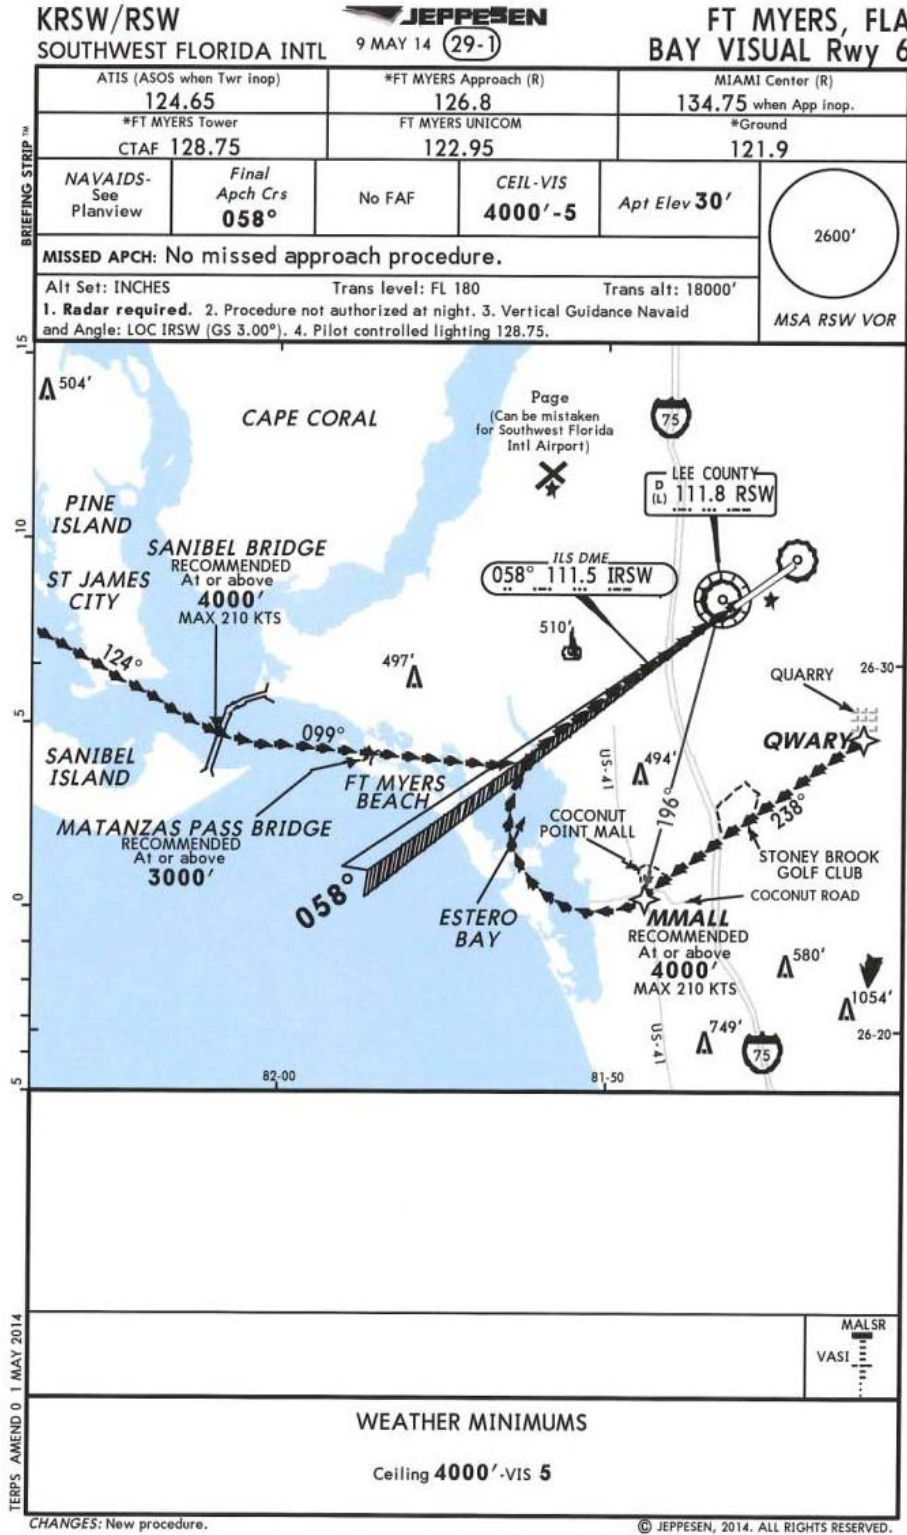 KRSW/RSW
SOUTHWEST FLORIDA INTL
JEPPESEN
9 MAY 14 29-1
FT MYERS, FLA
BAY VISUAL Rwy 6
BRIEFING STRIP TM
ATIS (ASOS when Twr inop)
124.65
*FT MYERS Approach (R)
126.8
MIAMI Center (R)
134.75 when App inop.
*FT MYERS Tower
CTAF 128.75
FT MYERS UNICOM
122.95
*Ground
121.9
NAVAIDS-
See
Planview
Final
Apch Crs
058°
No FAF
CEIL-VIS
4000'-5
Apt Elev 30'
2600'
MSA RSW VOR
MISSED APCH: No missed approach procedure.
Alt Set: INCHES Trans level: FL 180 Trans alt: 18000'
1. Radar required. 2. Procedure not authorized at night. 3. Vertical Guidance Navaid
and Angle: LOC IRSW (GS 3.00°). 4. Pilot controlled lighting 128.75.
15
504'
CAPE CORAL
Page
(Can be mistaken
for Southwest Florida
Intl Airport)
75
LEE COUNTY
D
(L) 111.8 RSW
PINE
ISLAND
10
SANIBEL BRIDGE
RECOMMENDED
At or above
4000'
MAX 210 KTS
ST JAMES
CITY
ILS DME
058° 111.5 IRSW
510'
497'
124°
26-30
QUARRY
5
099°
QWARY
SANIBEL
ISLAND
FT MYERS
BEACH
US-41
494'
196°
238°
MATANZAS PASS BRIDGE
RECOMMENDED
At or above
3000'
COCONUT
POINT MALL
STONEY BROOK
GOLF CLUB
COCONUT ROAD
0
058°
ESTERO
BAY
MMALL
RECOMMENDED
At or above
4000'
MAX 210 KTS
580'
1054'
749'
US-41
75
26-20
5
82-00
81-50
MALSR
VASI
WEATHER MINIMUMS
Ceiling 4000'-VIS 5
TERPS AMEND 0 1 MAY 2014
CHANGES: New procedure.
© JEPPESEN, 2014. ALL RIGHTS RESERVED.